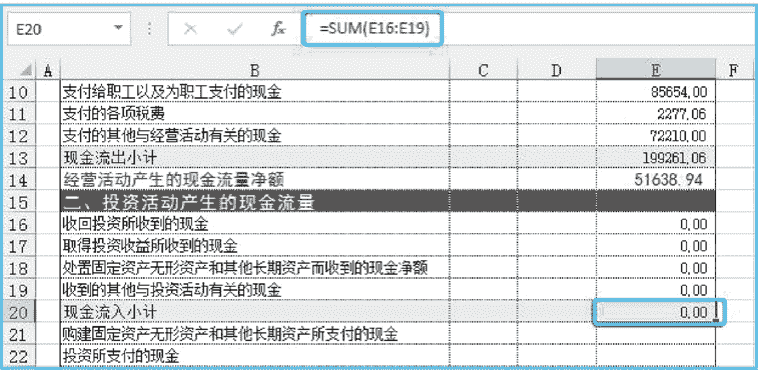 E20 fx =SUM(E16:E19)
A B C D E F
10 支付给职工以及为职工支付的现金 85654.00
11 支付的各项税费 2277.06
12 支付的其他与经营活动有关的现金 72210.00
13 现金流出小计 199261.06
14 经营活动产生的现金流量净额 51638.94
15 二、投资活动产生的现金流量
16 收回投资所收到的现金 0.00
17 取得投资收益所收到的现金 0.00
18 处置固定资产无形资产和其他长期资产而收到的现金净额 0.00
19 收到的其他与投资活动有关的现金 0.00
20 现金流入小计 0.00
21 购建固定资产无形资产和其他长期资产所支付的现金
22 投资所支付的现金